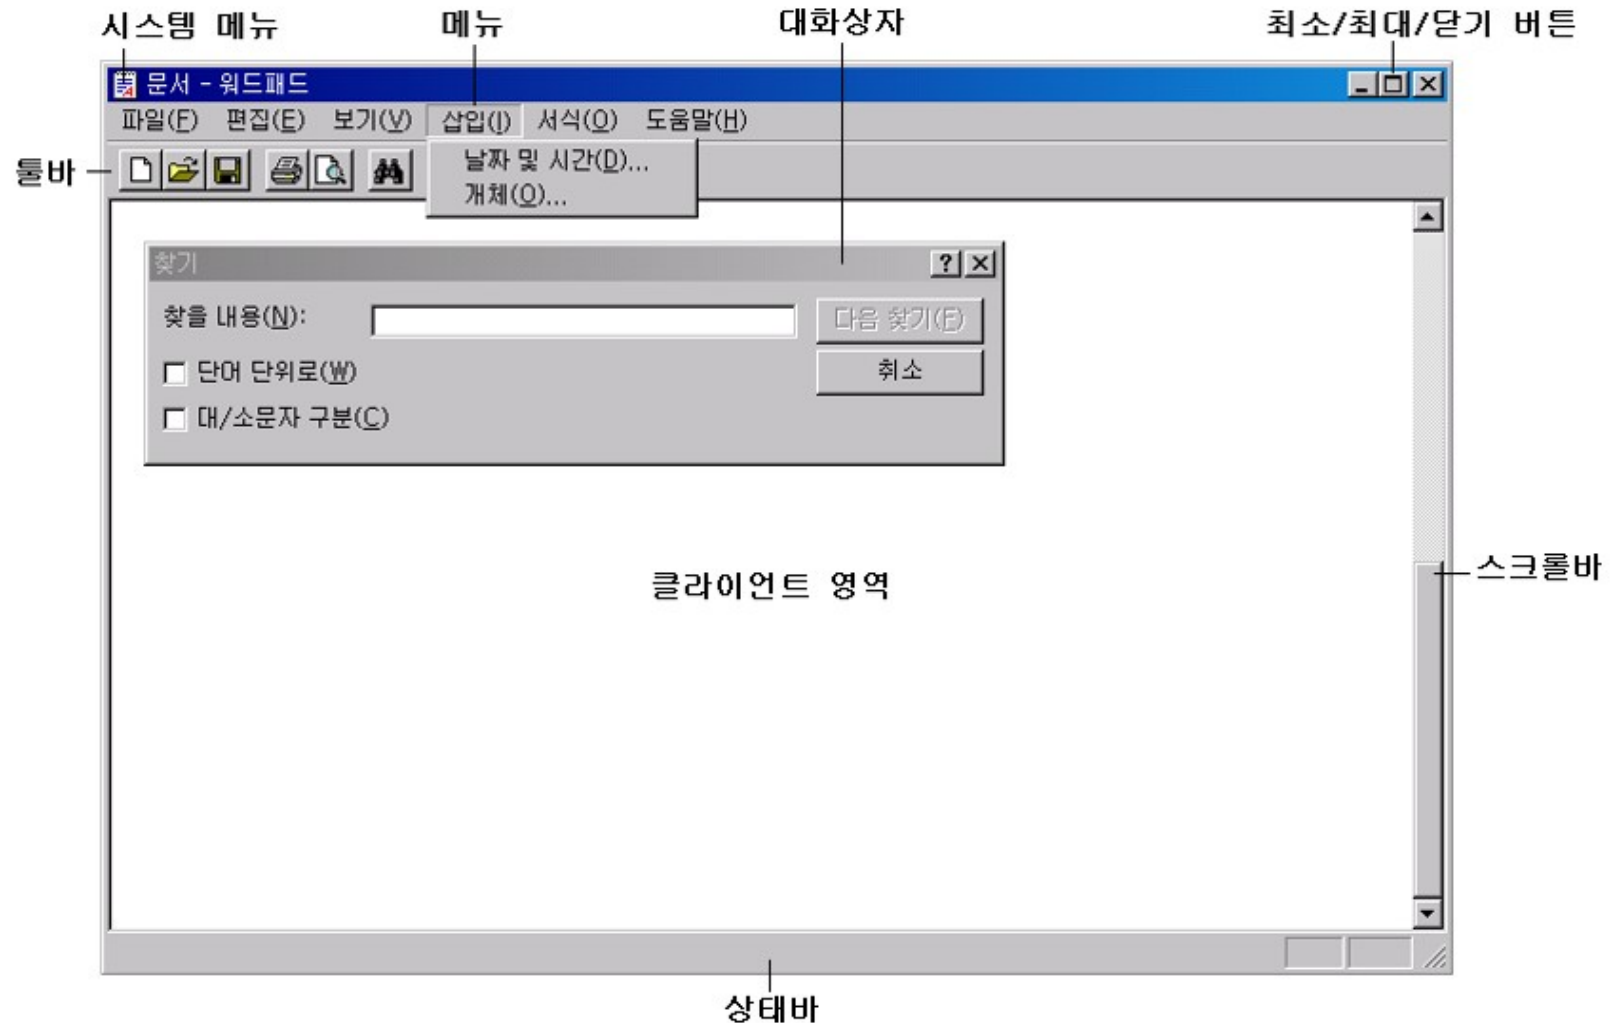 시스템 메뉴 메뉴 대화상자 최소/최대/닫기 버튼
문서 - 워드패드
파일(F) 편집(E) 보기(V) 삽입(I) 서식(O) 도움말(H)
툴바
날짜 및 시간(D)...
개체(O)...
찾기
찾을 내용(N): 다음 찾기(F)
단어 단위로(W) 취소
대/소문자 구분(C)
클라이언트 영역
스크롤바
상태바